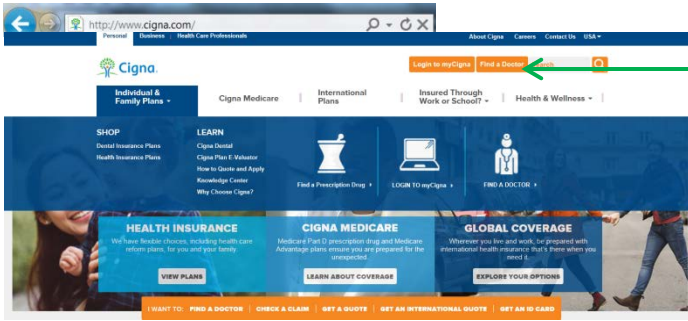 http://www.cigna.com/
Personal Business Health Care Professionals About Cigna Careers Contact Us USA
Cigna. Login to myCigna Find a Doctor
Individual & Family Plans Cigna Medicare International Plans Insured Through Work or School? Health & Wellness
SHOP
Dental Insurance Plans
Health Insurance Plans
LEARN
Cigna Dental
Cigna Plan E-Valuator
How to Quote and Apply
Knowledge Center
Why Choose Cigna?
Find a Prescription Drug
LOGIN TO myCigna
FIND A DOCTOR
HEALTH INSURANCE
We have flexible choices, including health care
reform plans, for you and your family.
VIEW PLANS
CIGNA MEDICARE
Medicare Part D prescription drug and Medicare
Advantage plans ensure you are prepared for the
unexpected.
LEARN ABOUT COVERAGE
GLOBAL COVERAGE
Wherever you live and work, be prepared with
international health insurance that's there when you
need it.
EXPLORE YOUR OPTIONS
I WANT TO: FIND A DOCTOR CHECK A CLAIM GET A QUOTE GET AN INTERNATIONAL QUOTE GET AN ID CARD